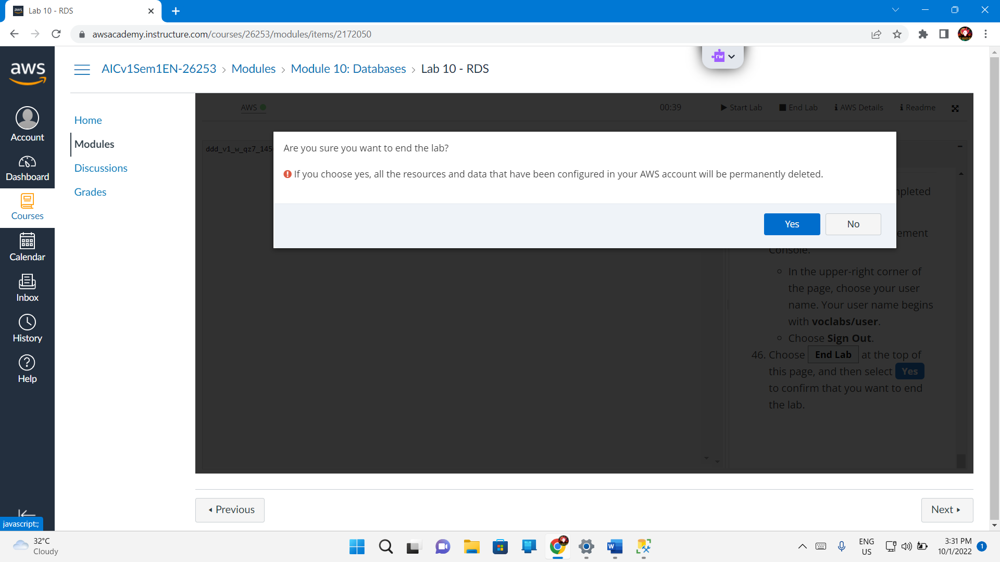 Lab 10 - RDS
awsacademy.instructure.com/courses/26253/modules/items/2172050
rw
aws
AICv1Sem1EN-26253 › Modules › Module 10: Databases › Lab 10 - RDS
Account
Dashboard
Courses
Calendar
Inbox
History
Help
Home
Modules
Discussions
Grades
AWS
00:39
Start Lab
End Lab
AWS Details
Readme
ddd_v1_w_qz7_145
Are you sure you want to end the lab?
If you choose yes, all the resources and data that have been configured in your AWS account will be permanently deleted.
Yes
No
Console.
In the upper-right corner of
the page, choose your user
name. Your user name begins
with voclabs/user.
Choose Sign Out.
46. Choose End Lab at the top of
this page, and then select Yes
to confirm that you want to end
the lab.
Previous
Next
javascript:;
32°C
Cloudy
ENG
US
3:31 PM
10/1/2022
1